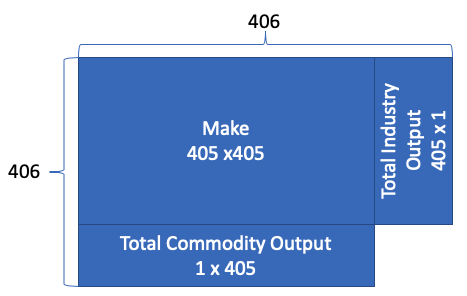 406
406
Make
405 x405
Total Industry
Output
405 x 1
Total Commodity Output
1 x 405